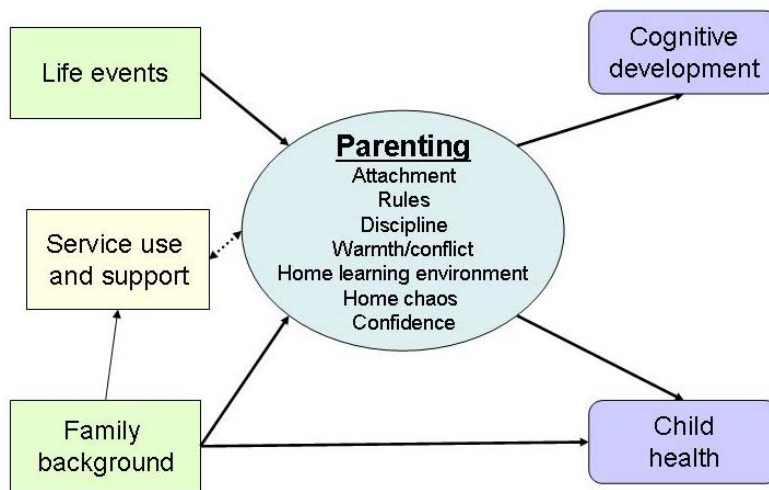 Life events
Cognitive
development
Parenting
Attachment
Rules
Discipline
Warmth/conflict
Home learning environment
Home chaos
Confidence
Service use
and support
Family
background
Child
health